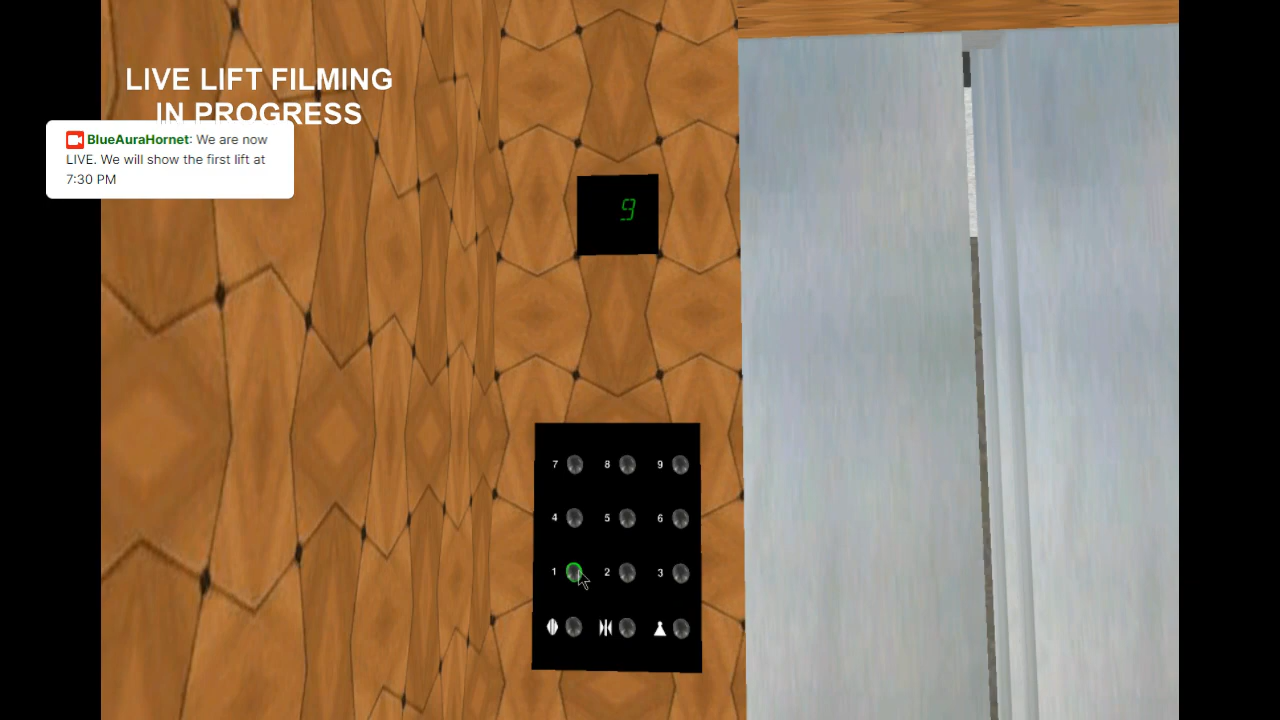 LIVE LIFT FILMING
IN PROGRESS
BlueAuraHornet: We are now
LIVE. We will show the first lift at
7:30 PM
9
7 8 9
4 5 6
1 2 3